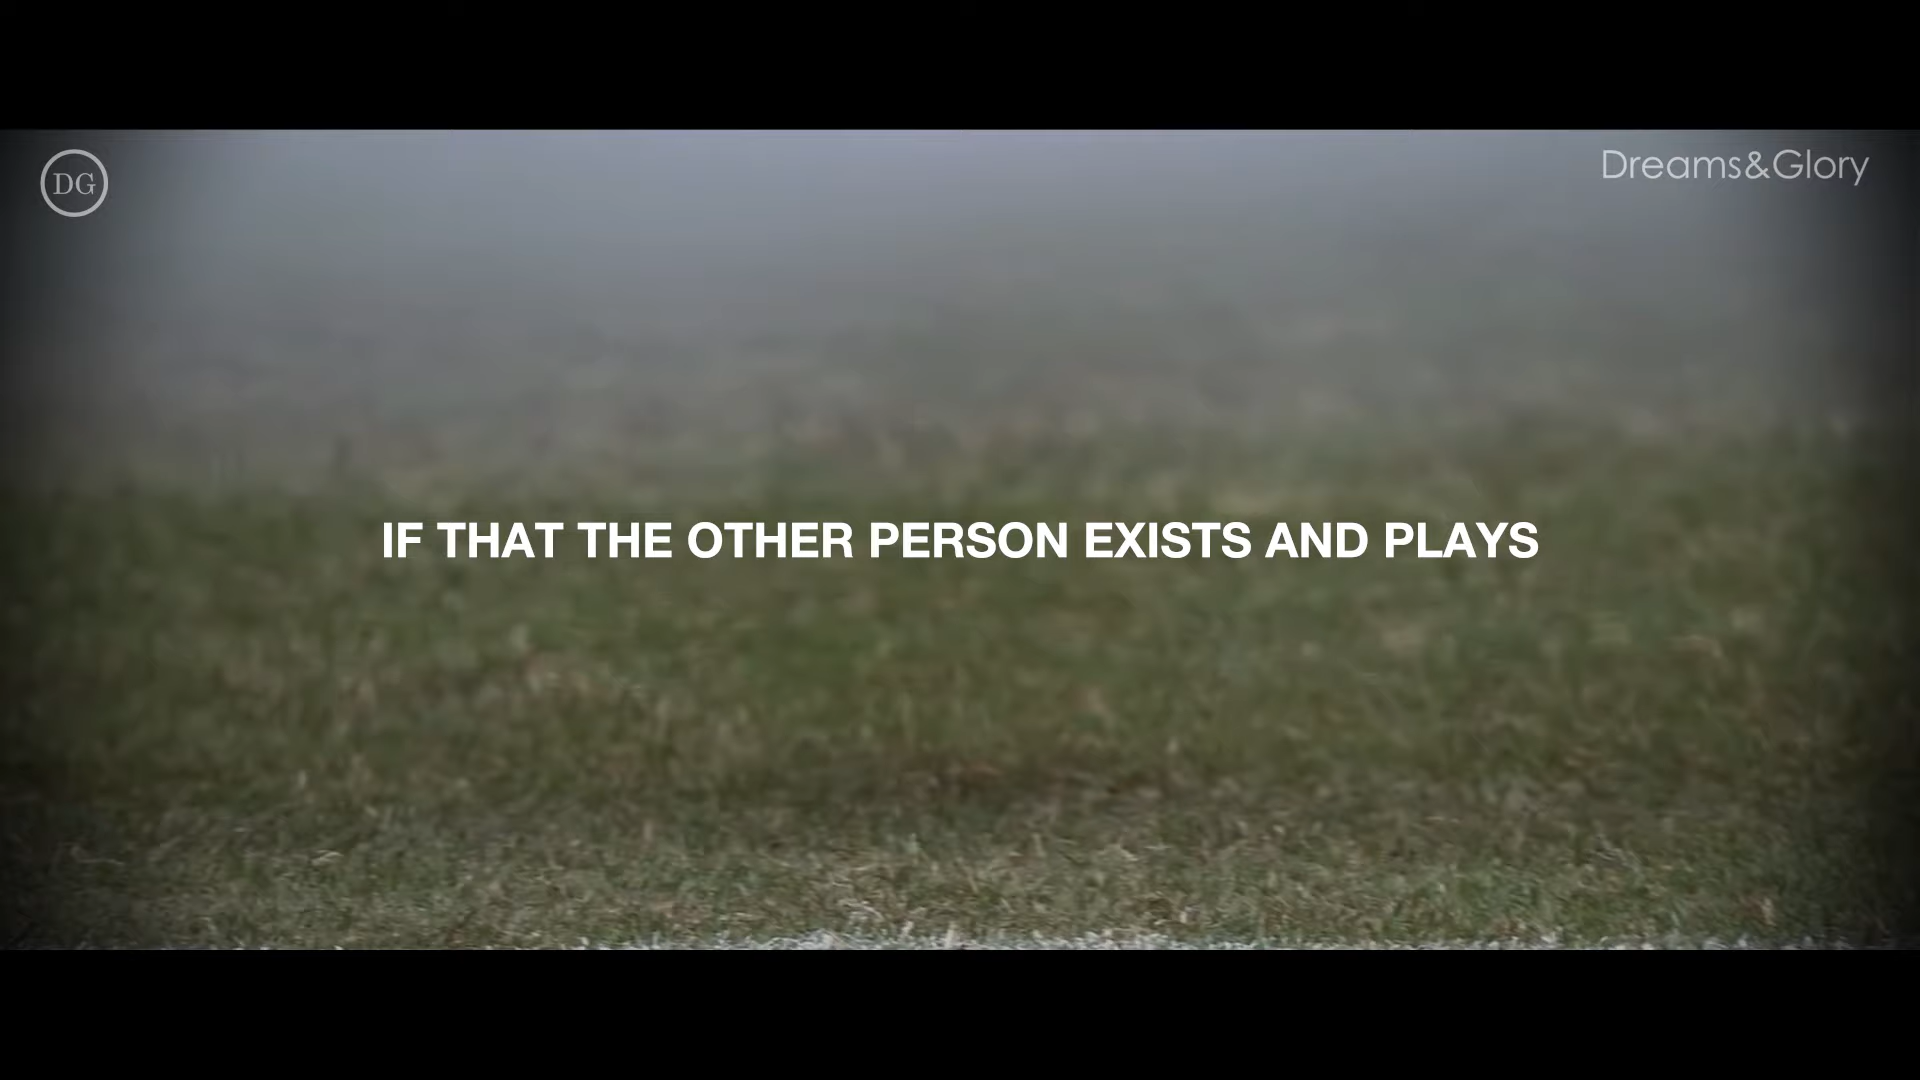 DG
Dreams&Glory
IF THAT THE OTHER PERSON EXISTS AND PLAYS